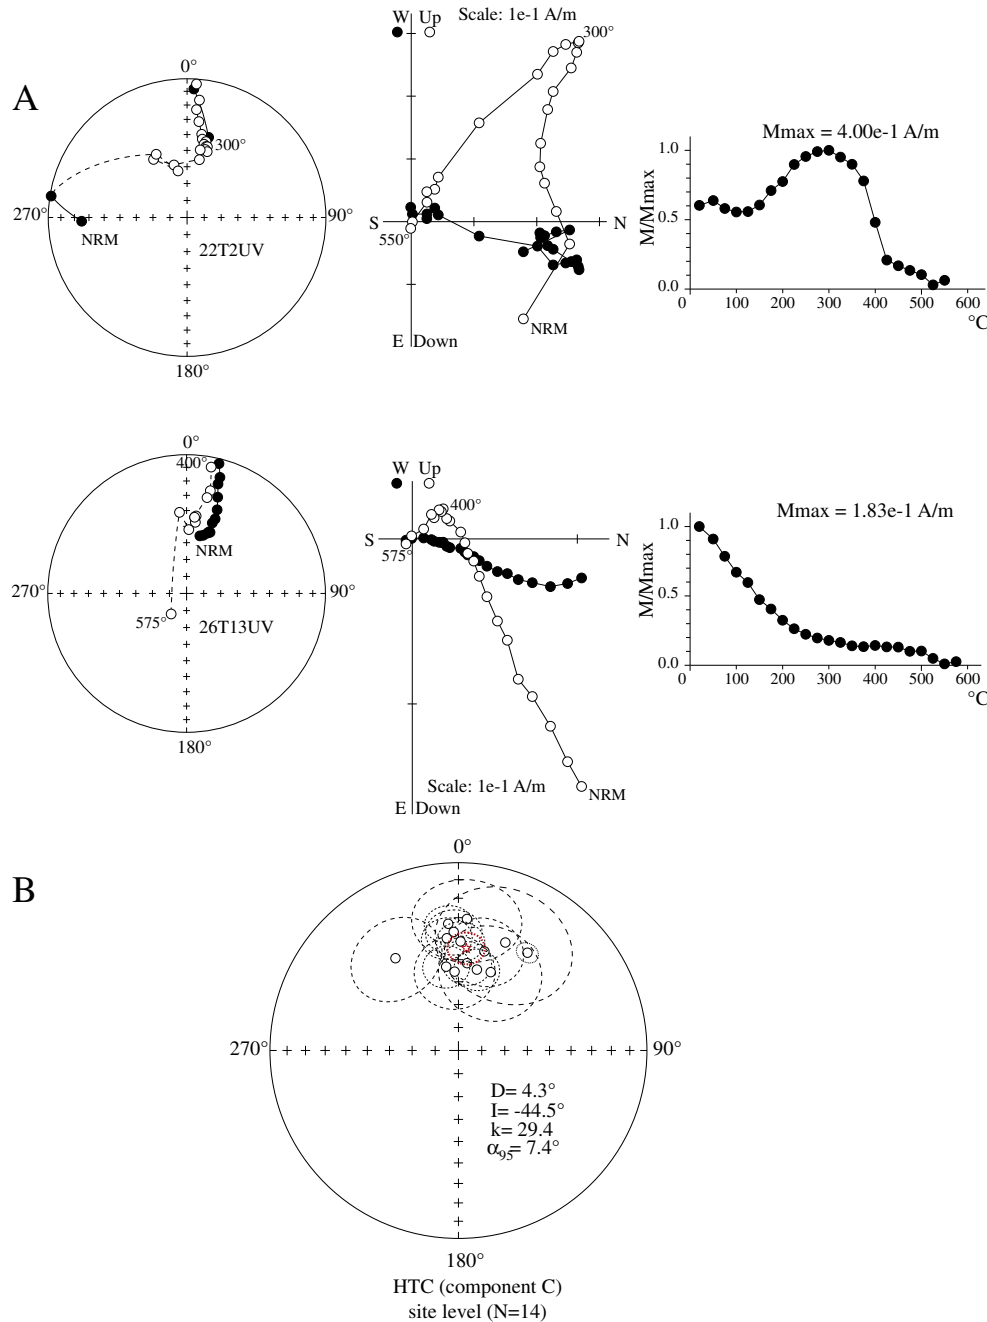 A
0°
300°
270°
90°
NRM
22T2UV
180°
W Up
Scale: 1e-1 A/m
300°
S
N
550°
NRM
E Down
Mmax = 4.00e-1 A/m
1.0
0.5
0.0
M/Mmax
0 100 200 300 400 500 600
°C
0°
400°
NRM
270°
90°
575°
26T13UV
180°
W Up
400°
S
N
575°
Scale: 1e-1 A/m
NRM
E Down
Mmax = 1.83e-1 A/m
1.0
0.5
0.0
M/Mmax
0 100 200 300 400 500 600
°C
B
0°
270°
90°
D= 4.3°
I= -44.5°
k= 29.4
α95= 7.4°
180°
HTC (component C)
site level (N=14)